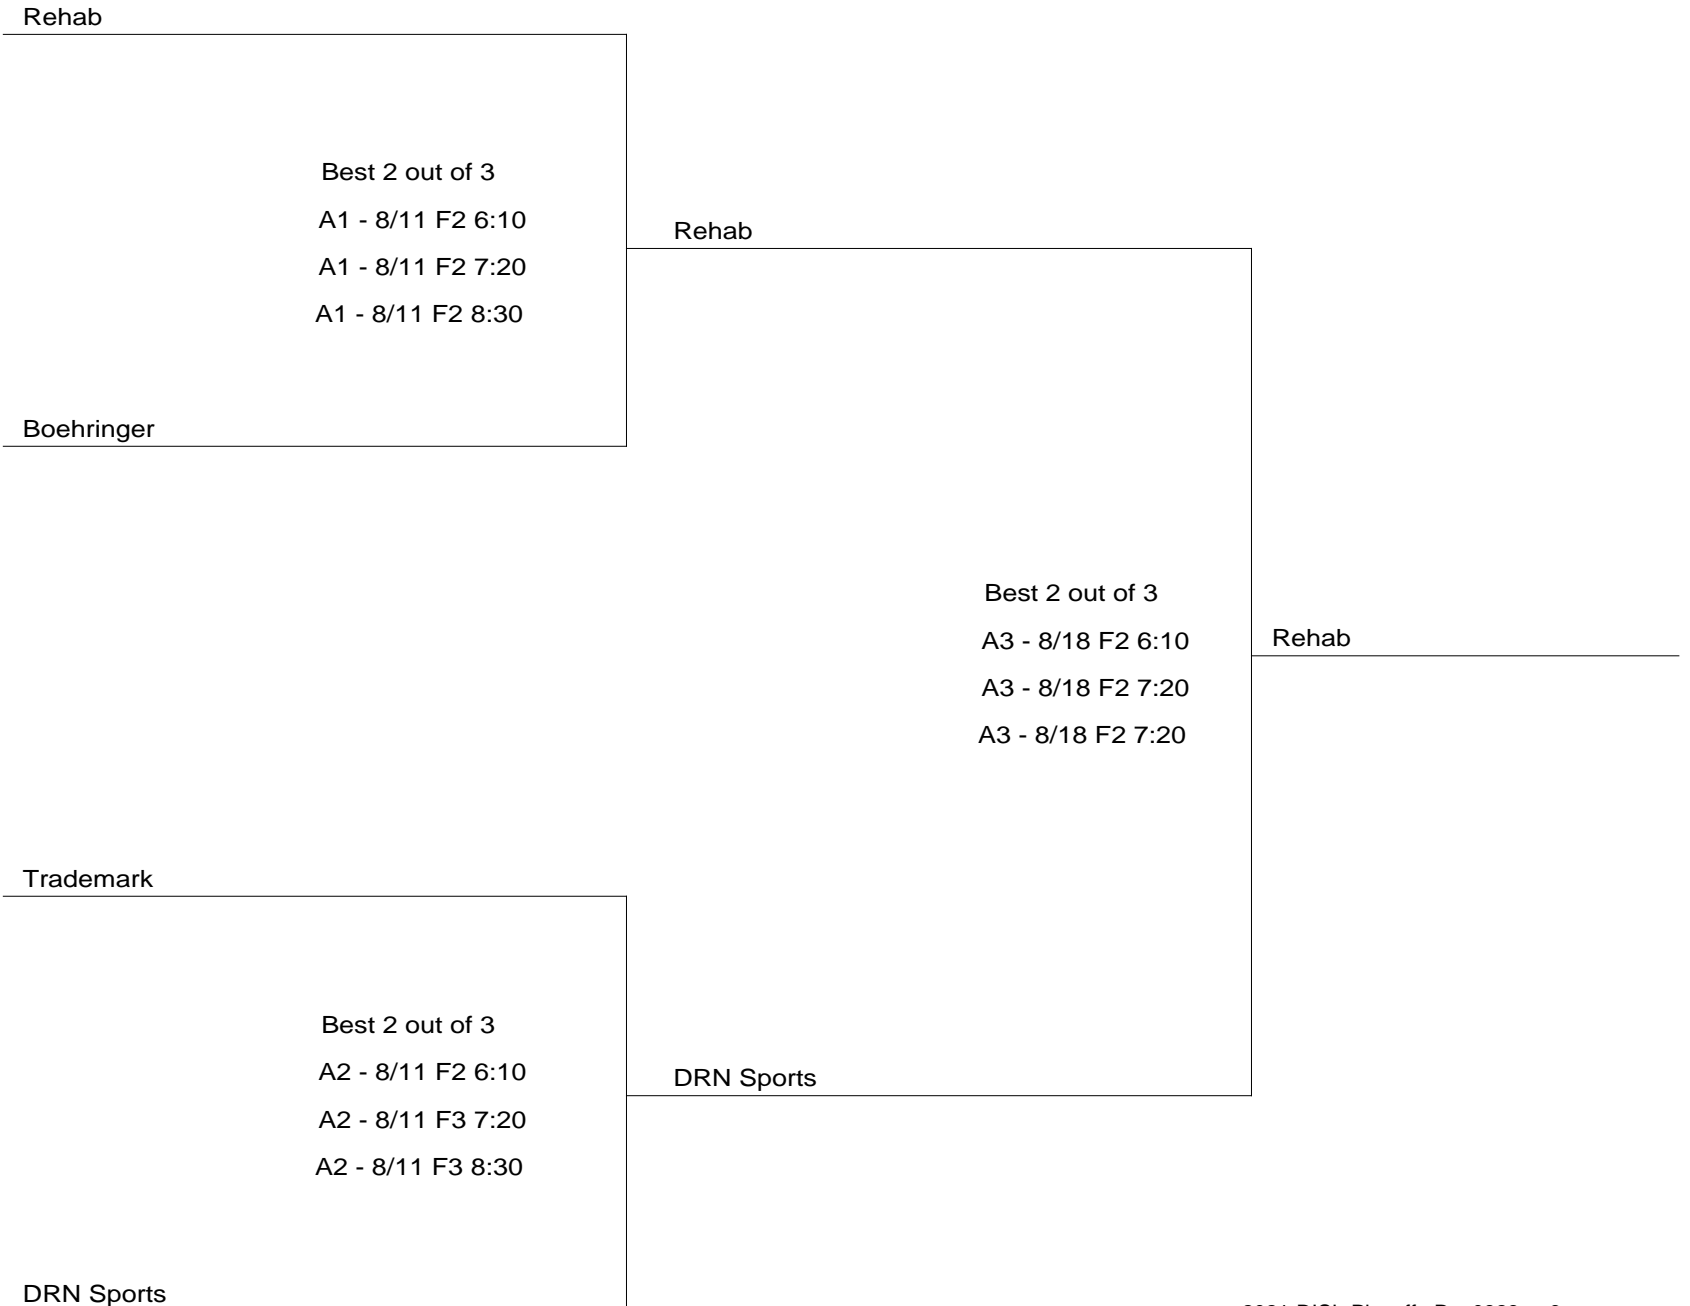 Rehab
Best 2 out of 3
A1 - 8/11 F2 6:10
Rehab
A1 - 8/11 F2 7:20
A1 - 8/11 F2 8:30
Boehringer
Best 2 out of 3
A3 - 8/18 F2 6:10
Rehab
A3 - 8/18 F2 7:20
A3 - 8/18 F2 7:20
Trademark
Best 2 out of 3
A2 - 8/11 F2 6:10
DRN Sports
A2 - 8/11 F3 7:20
A2 - 8/11 F3 8:30
DRN Sports